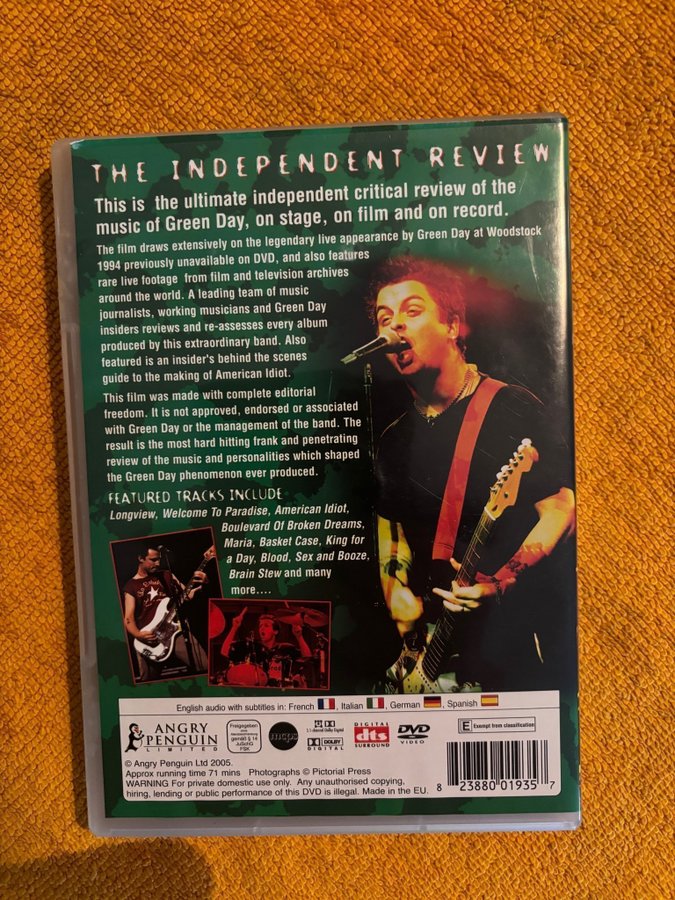 THE INDEPENDENT REVIEW
This is the ultimate independent critical review of the
music of Green Day, on stage, on film and on record.
The film draws extensively on the legendary live appearance by Green Day at Woodstock
1994 previously unavailable on DVD, and also features
rare live footage from film and television archives
around the world. A leading team of music
journalists, working musicians and Green Day
insiders reviews and re-assesses every album
produced by this extraordinary band. Also
featured is an insider's behind the scenes
guide to the making of American Idiot.
This film was made with complete editorial
freedom. It is not approved, endorsed or associated
with Green Day or the management of the band. The
result is the most hard hitting frank and penetrating
review of the music and personalities which shaped
the Green Day phenomenon ever produced.
FEATURED TRACKS INCLUDE
Longview, Welcome To Paradise, American Idiot,
Boulevard Of Broken Dreams,
Maria, Basket Case, King for
a Day, Blood, Sex and Booze,
Brain Stew and many
more....
English audio with subtitles in: French , Italian , German , Spanish
ANGRY
PENGUIN
LIMITED
Freigegeben
gemäß § 14
JuSchG
FSK
mcps
5.1-channel Dolby Digital
DOLBY
DIGITAL
DIGITAL
dts
SURROUND
DVD
VIDEO
E Exempt from classification
© Angry Penguin Ltd 2005.
Approx running time 71 mins Photographs © Pictorial Press
WARNING For private domestic use only. Any unauthorised copying,
hiring, lending or public performance of this DVD is illegal. Made in the EU.
8 23880 01935 7